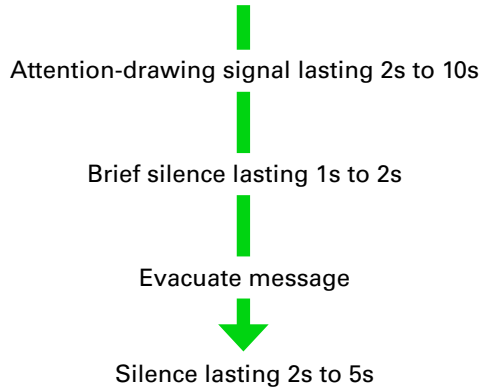 Attention-drawing signal lasting 2s to 10s
Brief silence lasting 1s to 2s
Evacuate message
Silence lasting 2s to 5s